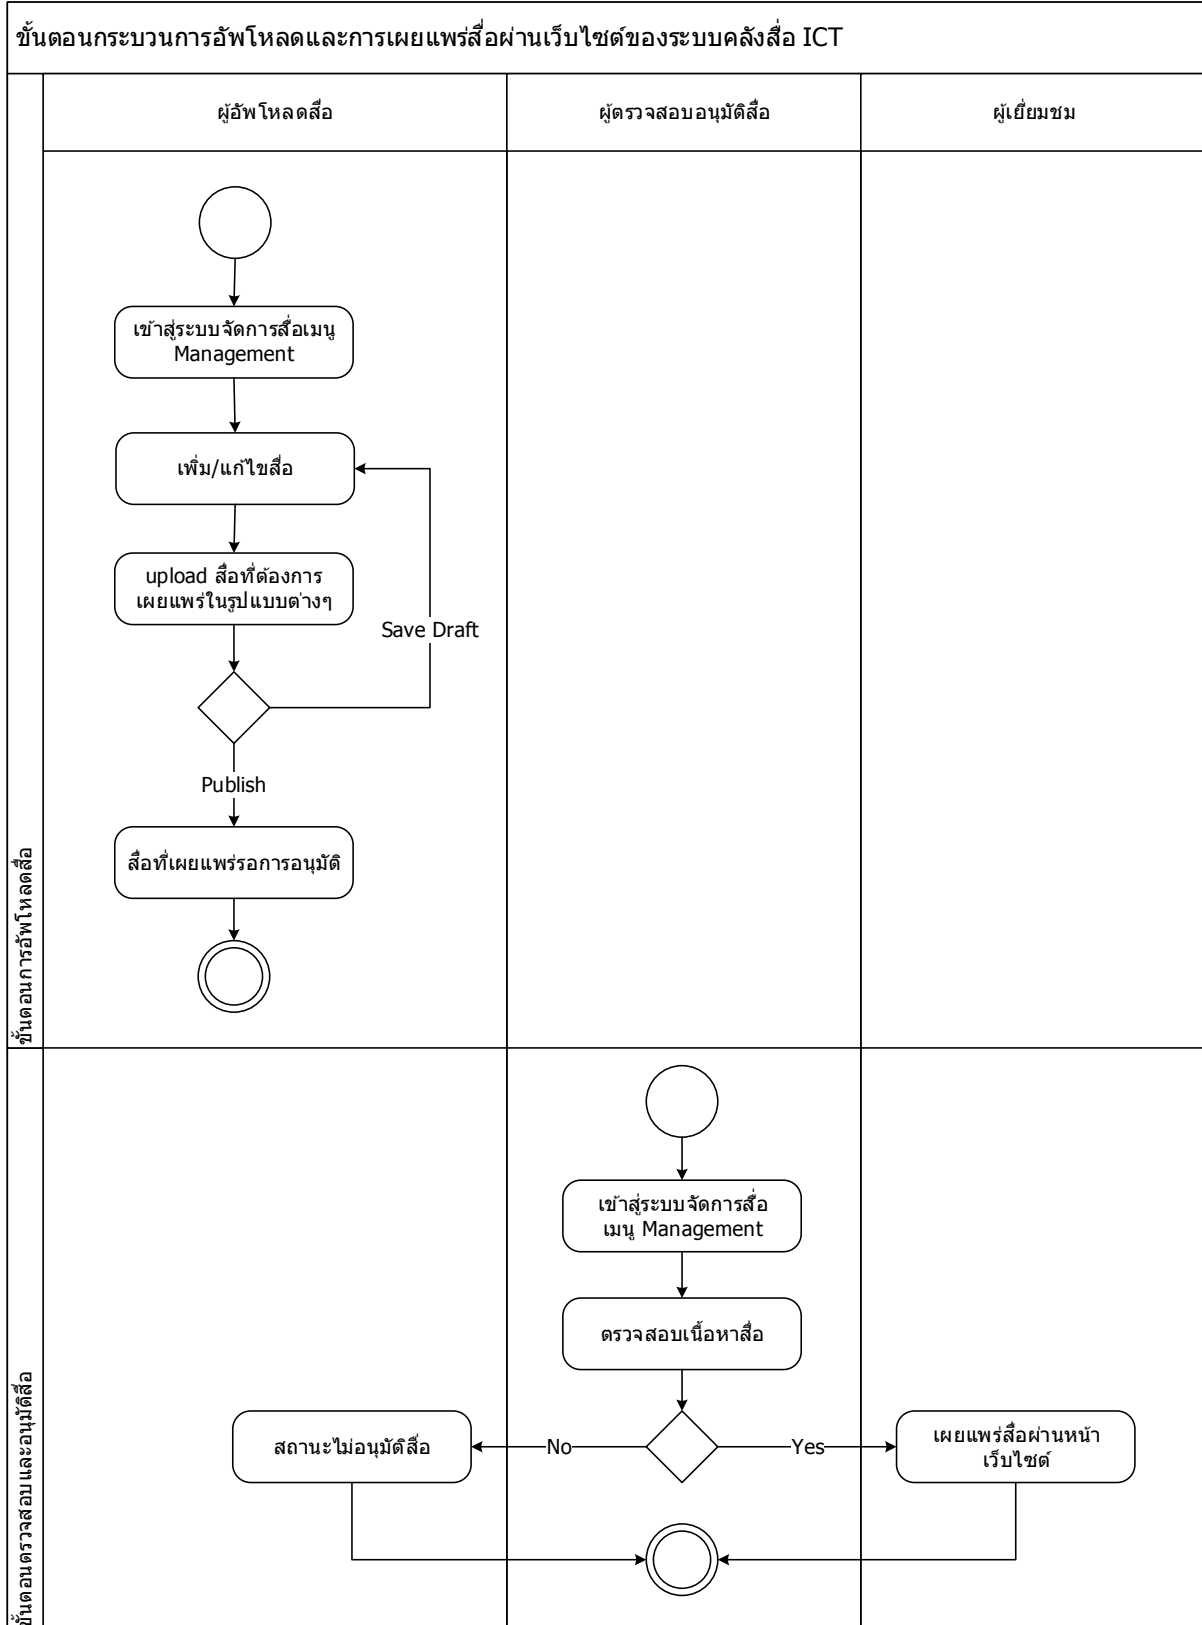 ขั้นตอนกระบวนการอัพโหลดและการเผยแพร่สื่อผ่านเว็บไซต์ของระบบคลังสื่อ ICT
ผู้อัพโหลดสื่อ
ผู้ตรวจสอบอนุมัติสื่อ
ผู้เยี่ยมชม
ขั้นตอนการอัพโหลดสื่อ
เข้าสู่ระบบจัดการสื่อเมนู
Management
เพิ่ม/แก้ไขสื่อ
upload สื่อที่ต้องการ
เผยแพร่ในรูปแบบต่างๆ
Save Draft
Publish
สื่อที่เผยแพร่รอการอนุมัติ
ขั้นตอนตรวจสอบและอนุมัติสื่อ
เข้าสู่ระบบจัดการสื่อ
เมนู Management
ตรวจสอบเนื้อหาสื่อ
สถานะไม่อนุมัติสื่อ
No
Yes
เผยแพร่สื่อผ่านหน้า
เว็บไซต์